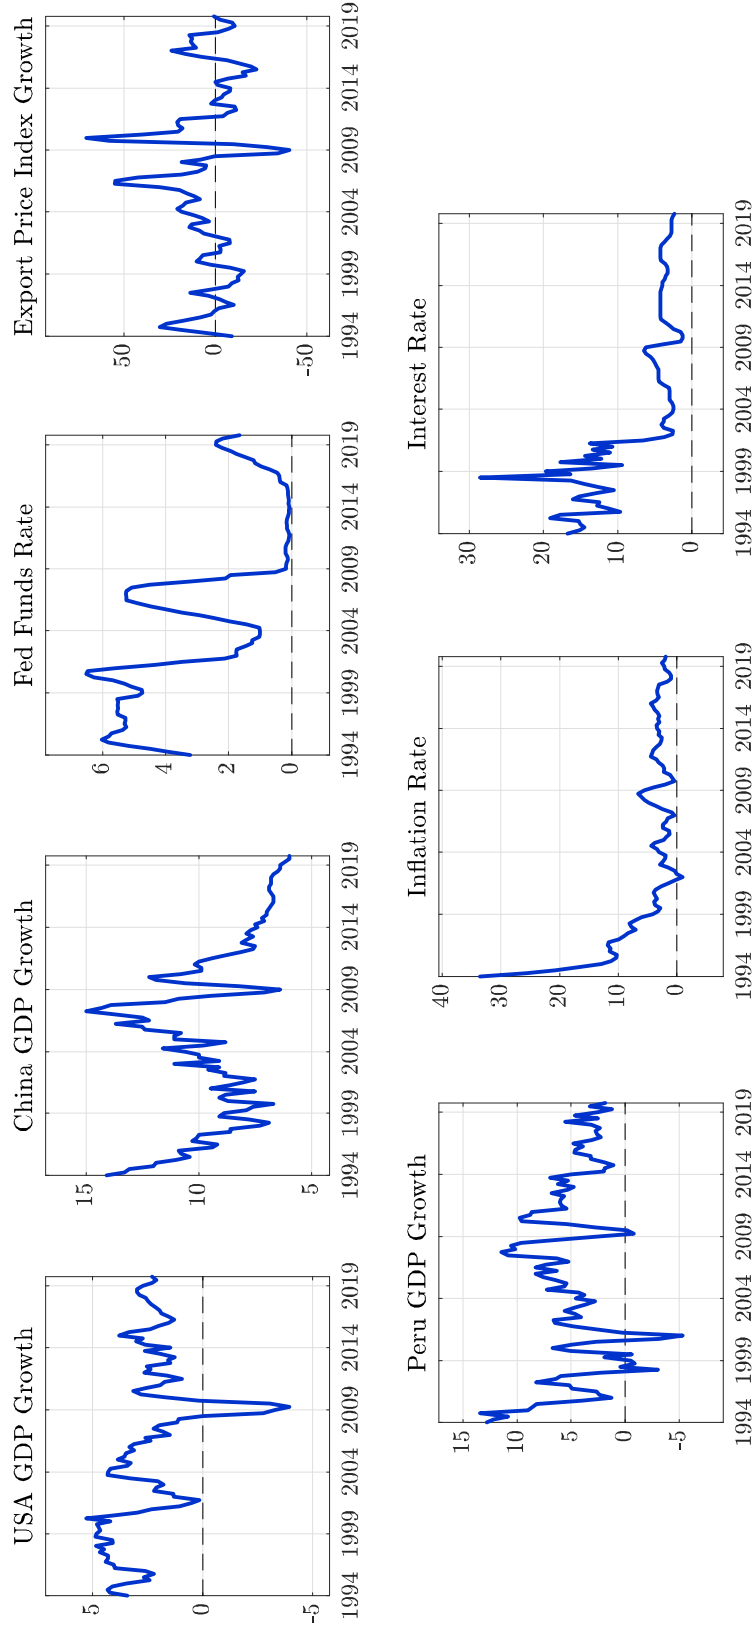 USA GDP Growth
5
0
-5
1994 1999 2004 2009 2014 2019
China GDP Growth
15
10
5
1994 1999 2004 2009 2014 2019
Fed Funds Rate
6
4
2
0
1994 1999 2004 2009 2014 2019
Export Price Index Growth
50
0
-50
1994 1999 2004 2009 2014 2019
Peru GDP Growth
15
10
5
0
-5
1994 1999 2004 2009 2014 2019
Inflation Rate
40
30
20
10
0
1994 1999 2004 2009 2014 2019
Interest Rate
30
20
10
0
1994 1999 2004 2009 2014 2019